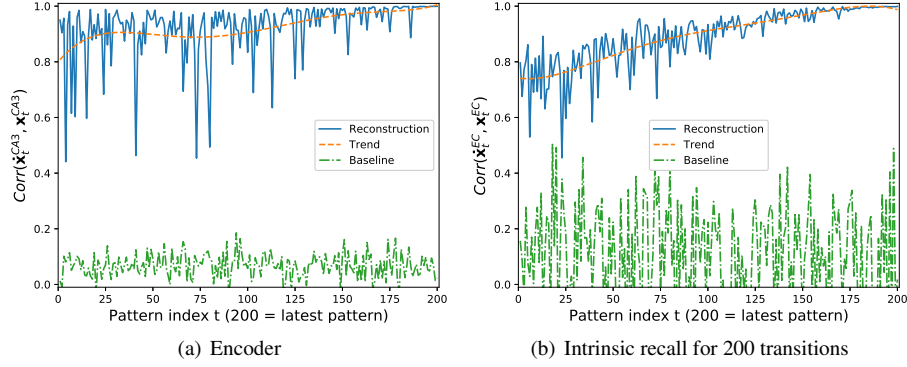 1.0
0.8
0.6
0.4
0.2
0.0
Corr(ẋ_t^CA3, x_t^CA3)
Reconstruction
Trend
Baseline
1 25 50 75 100 125 150 175 200
Pattern index t (200 = latest pattern)
(a) Encoder
1.0
0.8
0.6
0.4
0.2
0.0
Corr(ẋ_t^EC, x_t^EC)
Reconstruction
Trend
Baseline
1 25 50 75 100 125 150 175 200
Pattern index t (200 = latest pattern)
(b) Intrinsic recall for 200 transitions